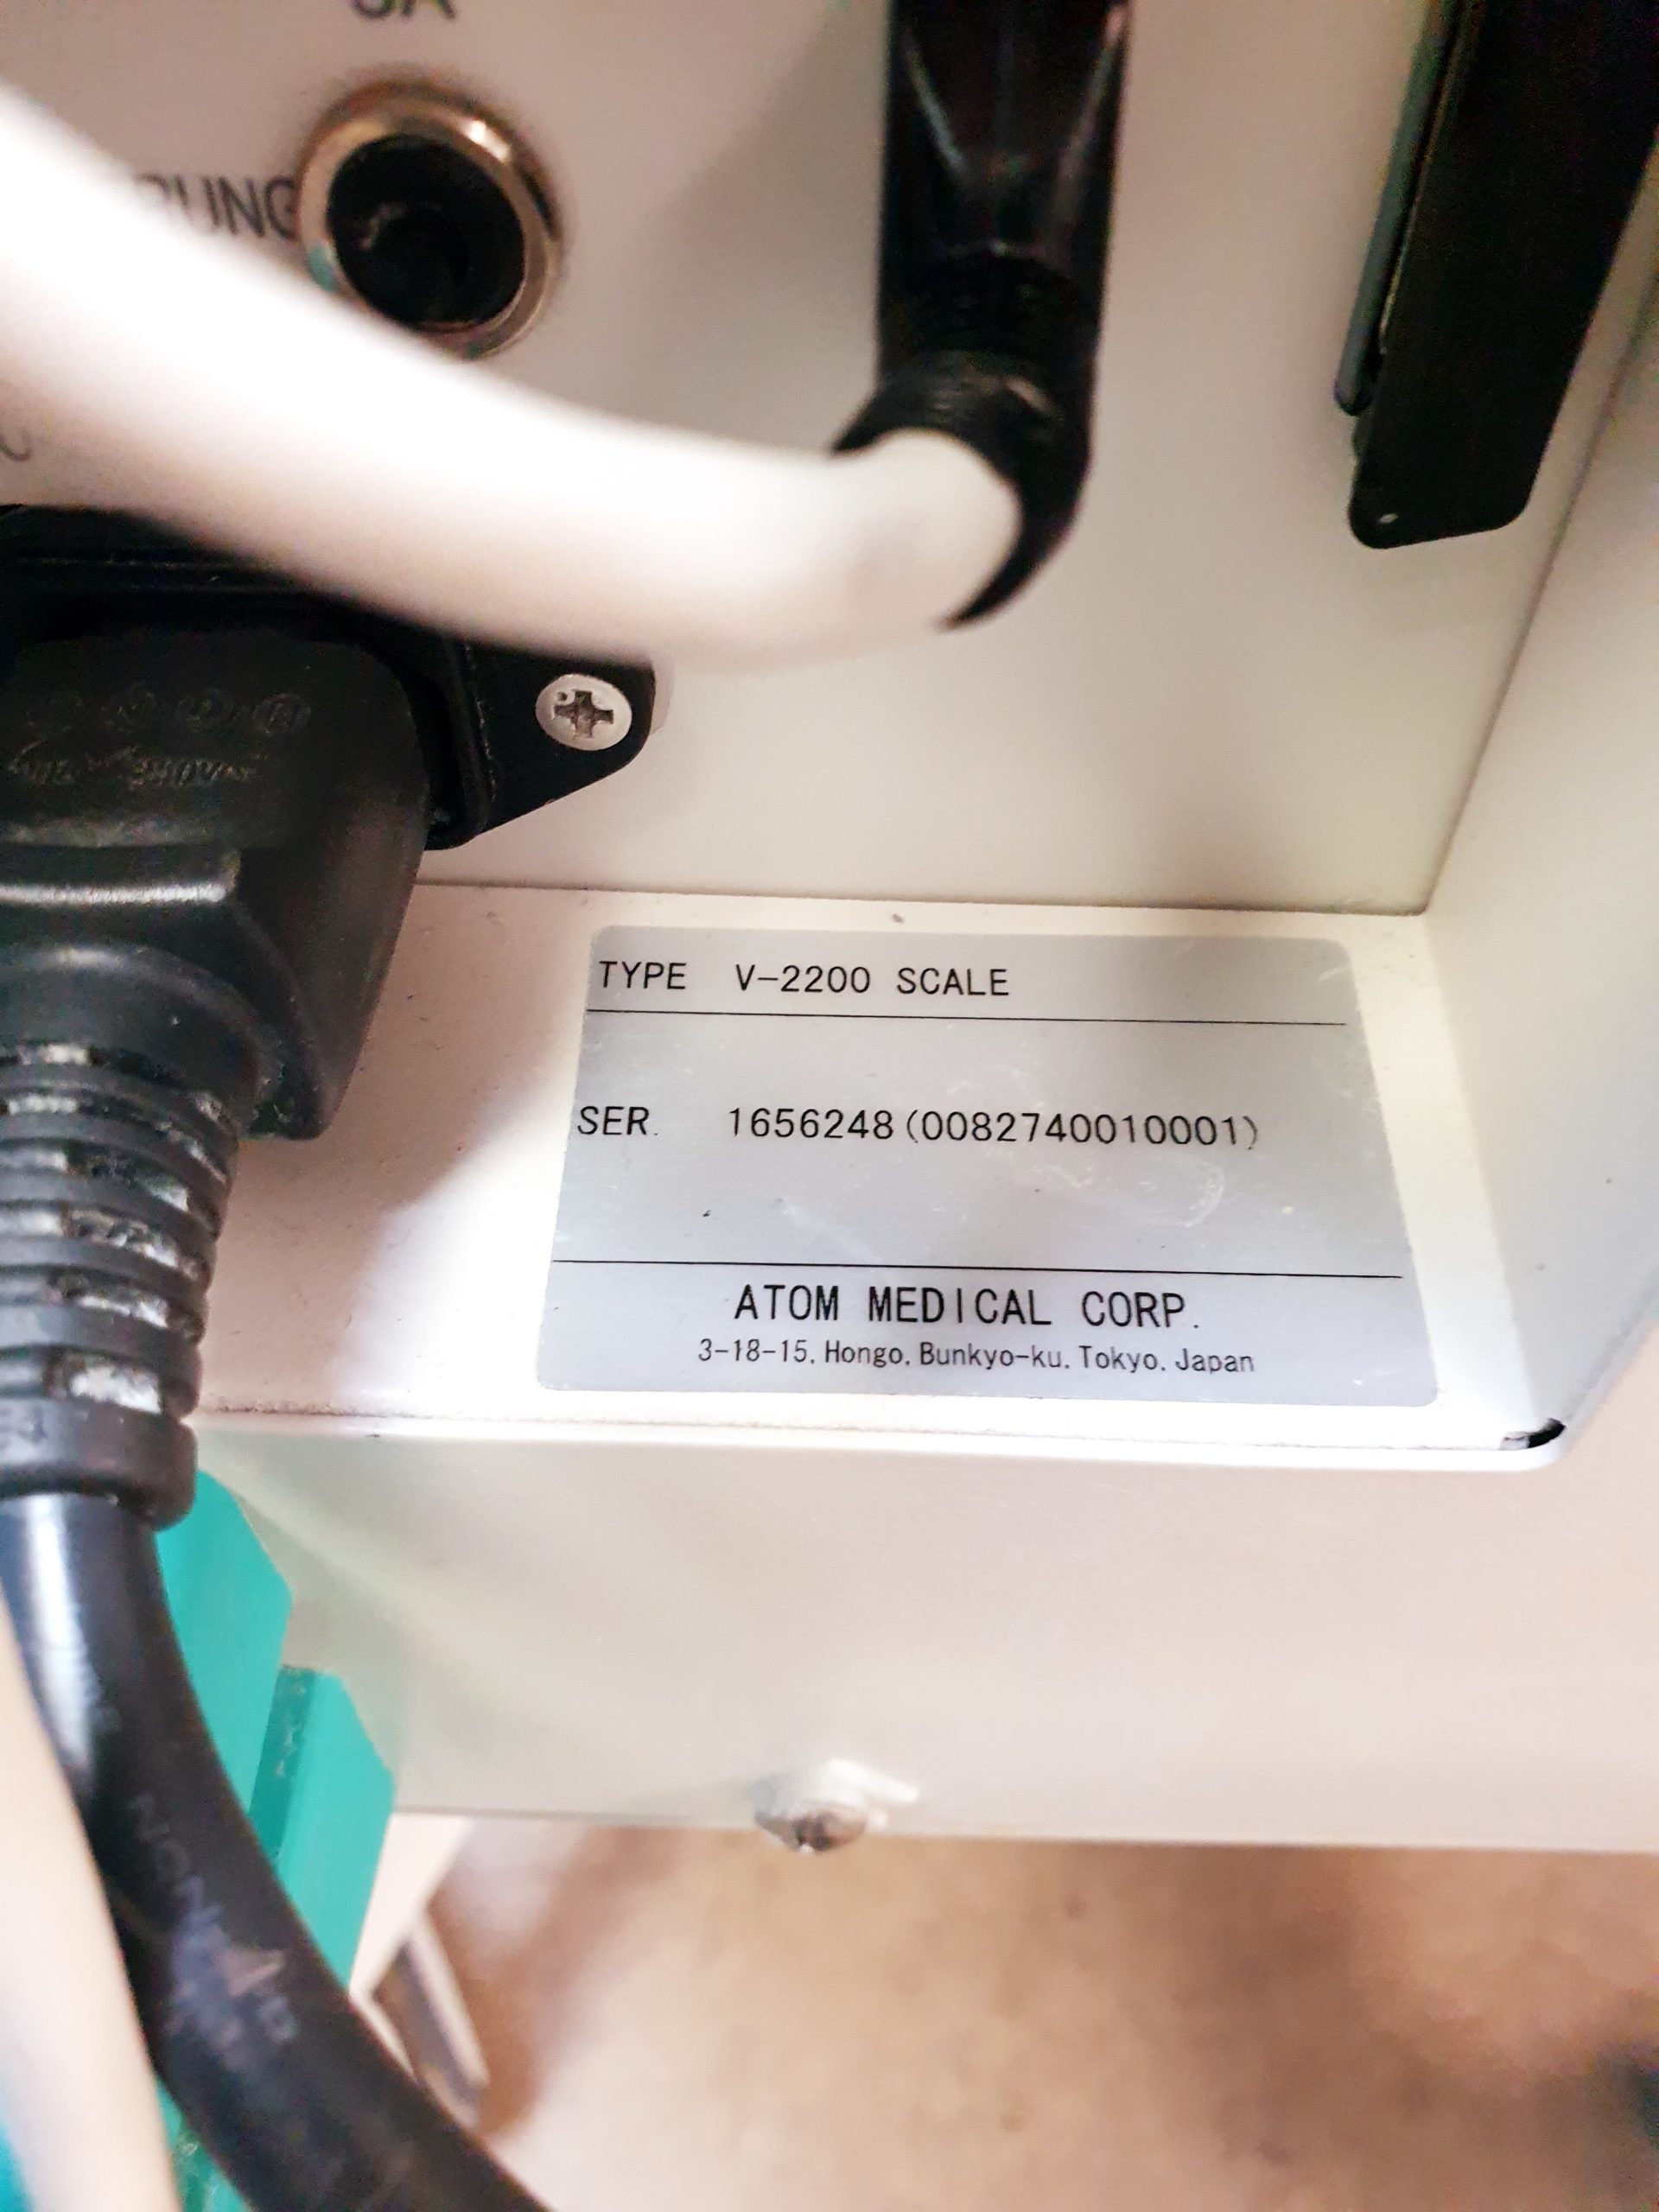 TYPE V-2200 SCALE
SER. 1656248(0082740010001)
ATOM MEDICAL CORP.
3-18-15, Hongo, Bunkyo-ku, Tokyo, Japan